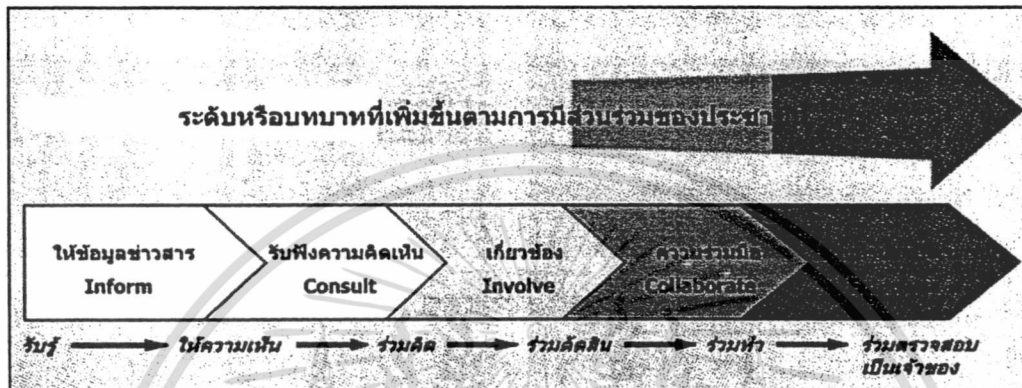 ระดับหรือบทบาทที่เพิ่มขึ้นตามการมีส่วนร่วมของประชา
ให้ข้อมูลข่าวสาร
Inform
รับฟังความคิดเห็น
Consult
เกี่ยวข้อง
Involve
ความร่วมมือ
Collaborate
รับรู้
ให้ความเห็น
ร่วมคิด
ร่วมตัดสิน
ร่วมทำ
ร่วมตรวจสอบ
เป็นเจ้าของ